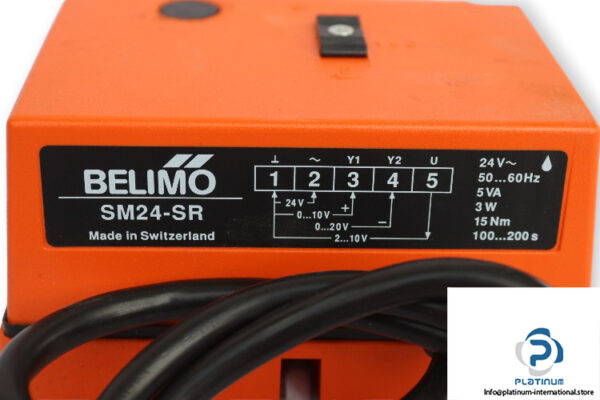 BELIMO
SM24-SR
Made in Switzerland
⊥ ~ Y1 Y2 U
1 2 3 4 5
24V
0...10V +
0...20V –
2...10V
24V~
50...60Hz
5VA
3W
15Nm
100...200s
PLATINUM
Info@platinum-international.store